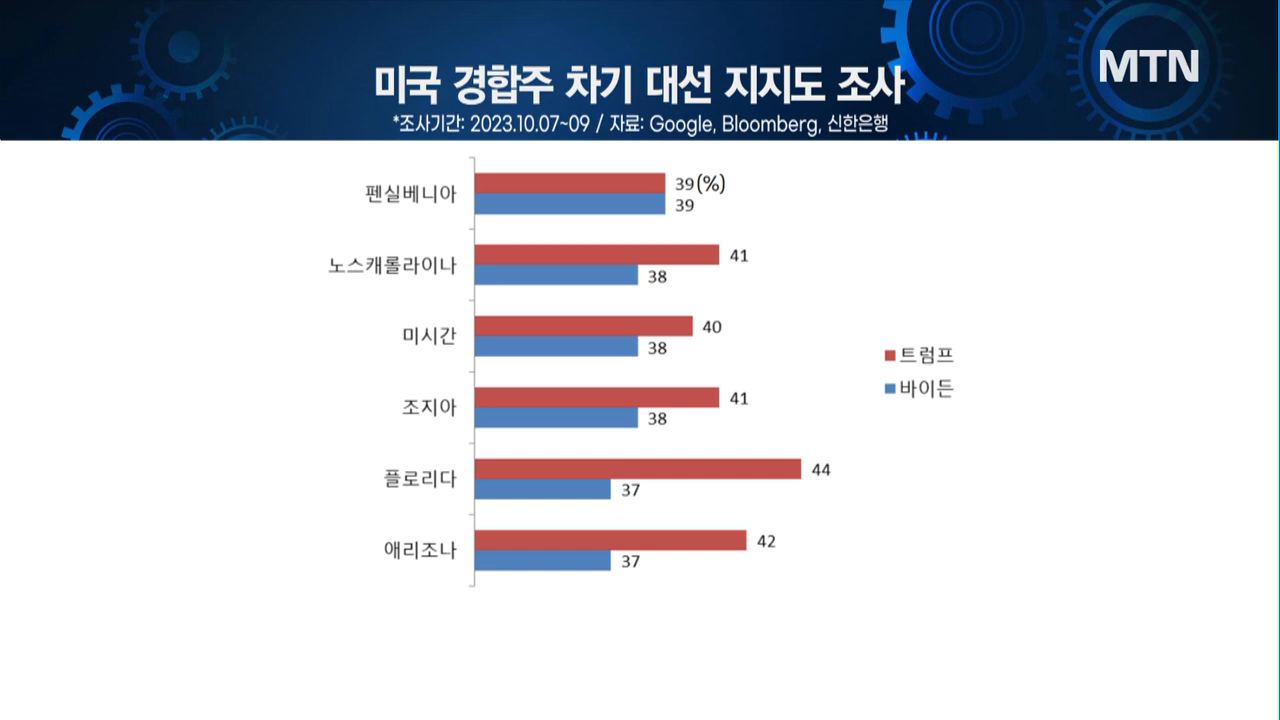 미국 경합주 차기 대선 지지도 조사
MTN
*조사기간: 2023.10.07~09 / 자료: Google, Bloomberg, 신한은행
펜실베니아
39(%)
39
노스캐롤라이나
41
38
미시간
40
38
조지아
41
38
플로리다
44
37
애리조나
42
37
트럼프
바이든